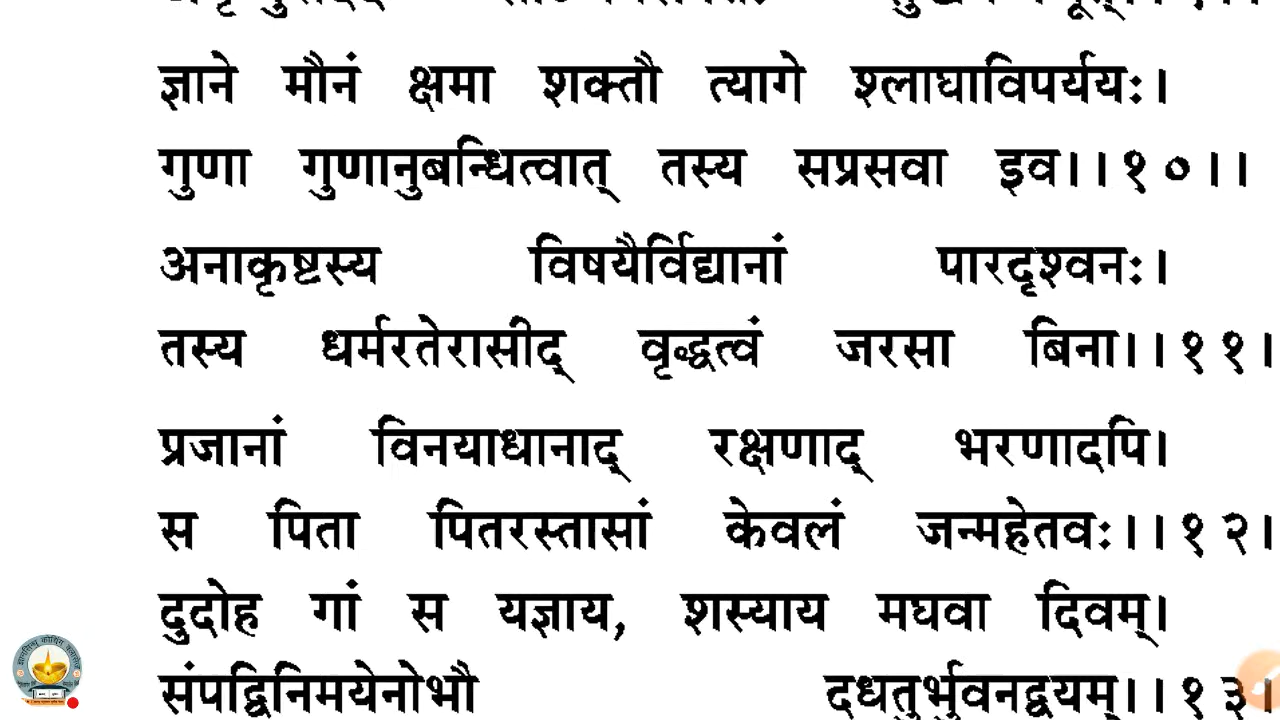 ज्ञाने मौनं क्षमा शक्तौ त्यागे श्लाघाविपर्ययः।
गुणा गुणानुबन्धित्वात् तस्य सप्रसवा इव।।१०।।
अनाकृष्टस्य विषयैर्विद्यानां पारदृश्वनः।
तस्य धर्मरतेरासीद् वृद्धत्वं जरसा बिना।।११।
प्रजानां विनयाधानाद् रक्षणाद् भरणादपि।
स पिता पितरस्तासां केवलं जन्महेतवः।।१२।
दुदोह गां स यज्ञाय, शस्याय मघवा दिवम्।
संपद्विनिमयेनोभौ दधतुर्भुवनद्वयम्।।१३।